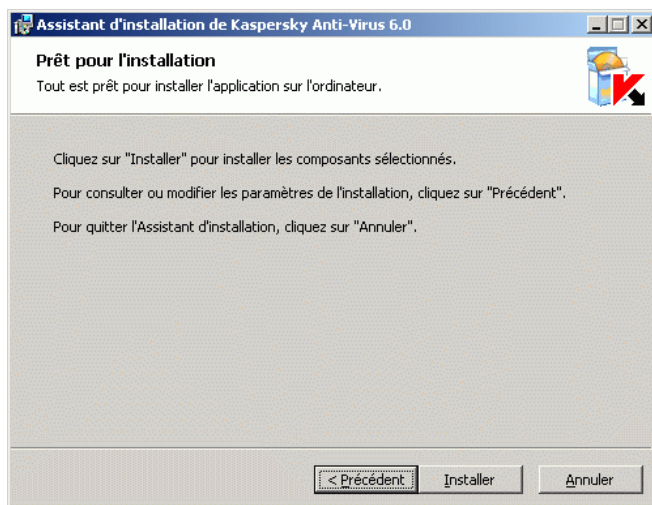 Assistant d'installation de Kaspersky Anti-Virus 6.0
Prêt pour l'installation
Tout est prêt pour installer l'application sur l'ordinateur.
Cliquez sur "Installer" pour installer les composants sélectionnés.
Pour consulter ou modifier les paramètres de l'installation, cliquez sur "Précédent".
Pour quitter l'Assistant d'installation, cliquez sur "Annuler".
< Précédent Installer Annuler